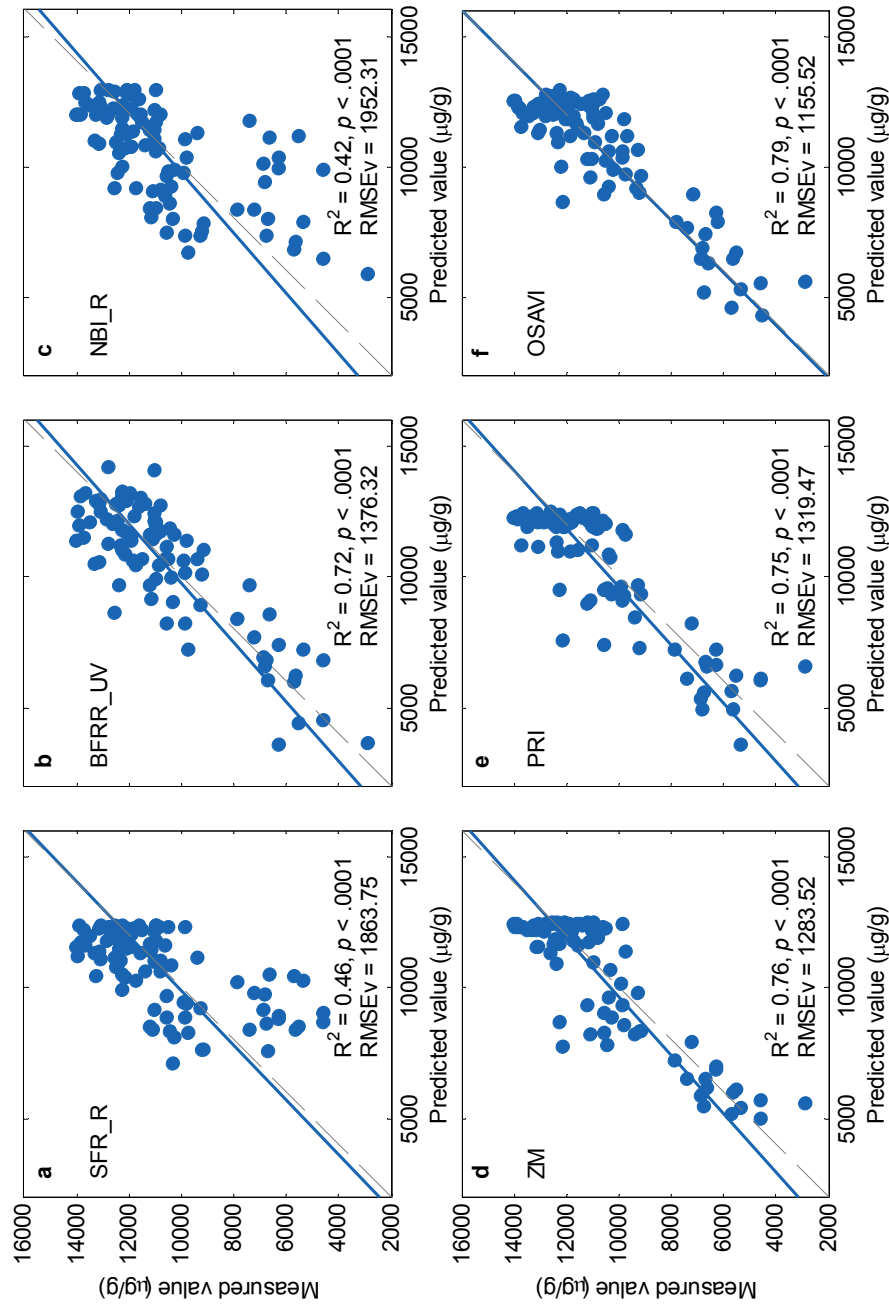 a
SFR_R
R² = 0.46, p < .0001
RMSEv = 1863.75
16000
14000
12000
10000
8000
6000
4000
2000
Measured value (µg/g)
5000
10000
15000
Predicted value (µg/g)
b
BFRR_UV
R² = 0.72, p < .0001
RMSEv = 1376.32
5000
10000
15000
Predicted value (µg/g)
c
NBI_R
R² = 0.42, p < .0001
RMSEv = 1952.31
5000
10000
15000
Predicted value (µg/g)
d
ZM
R² = 0.76, p < .0001
RMSEv = 1283.52
16000
14000
12000
10000
8000
6000
4000
2000
Measured value (µg/g)
5000
10000
15000
Predicted value (µg/g)
e
PRI
R² = 0.75, p < .0001
RMSEv = 1319.47
5000
10000
15000
Predicted value (µg/g)
f
OSAVI
R² = 0.79, p < .0001
RMSEv = 1155.52
5000
10000
15000
Predicted value (µg/g)